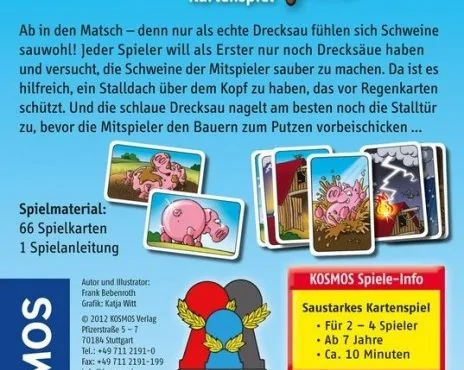 Kartenspiel
Ab in den Matsch – denn nur als echte Drecksau fühlen sich Schweine
sauwohl! Jeder Spieler will als Erster nur noch Drecksäue haben
und versucht, die Schweine der Mitspieler sauber zu machen. Da ist es
hilfreich, ein Stalldach über dem Kopf zu haben, das vor Regenkarten
schützt. Und die schlaue Drecksau nagelt am besten noch die Stalltür
zu, bevor die Mitspieler den Bauern zum Putzen vorbeischicken ...
Spielmaterial:
66 Spielkarten
1 Spielanleitung
Autor und Illustrator:
Frank Bebenroth
Grafik: Katja Witt
© 2012 KOSMOS Verlag
Pfizerstraße 5 – 7
70184 Stuttgart
Tel.: +49 711 2191-0
Fax: +49 711 2191-199
MOS
KOSMOS Spiele-Info
Saustarkes Kartenspiel
• Für 2 – 4 Spieler
• Ab 7 Jahre
• Ca. 10 Minuten